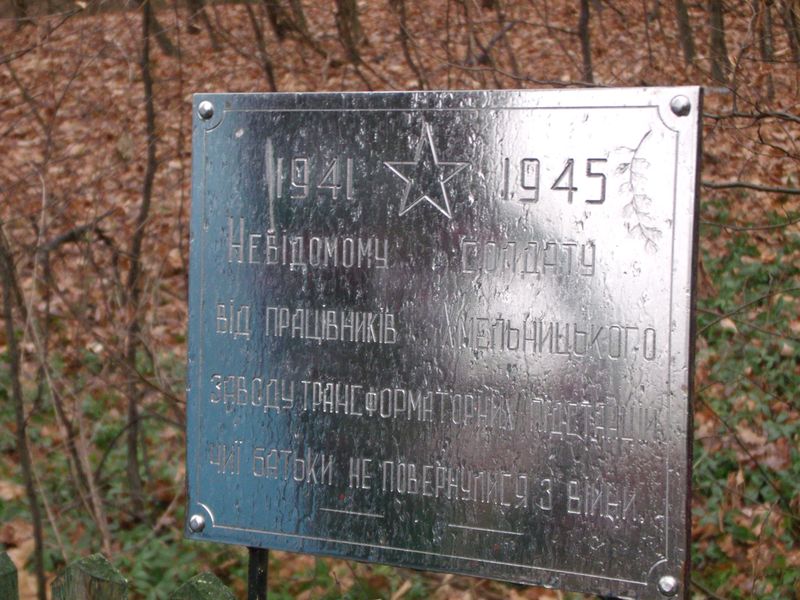 1941 1945
Невідомому солдату
від працівників Хмельницького
заводу трансформаторних підстанцій
чиї батьки не повернулися з війни